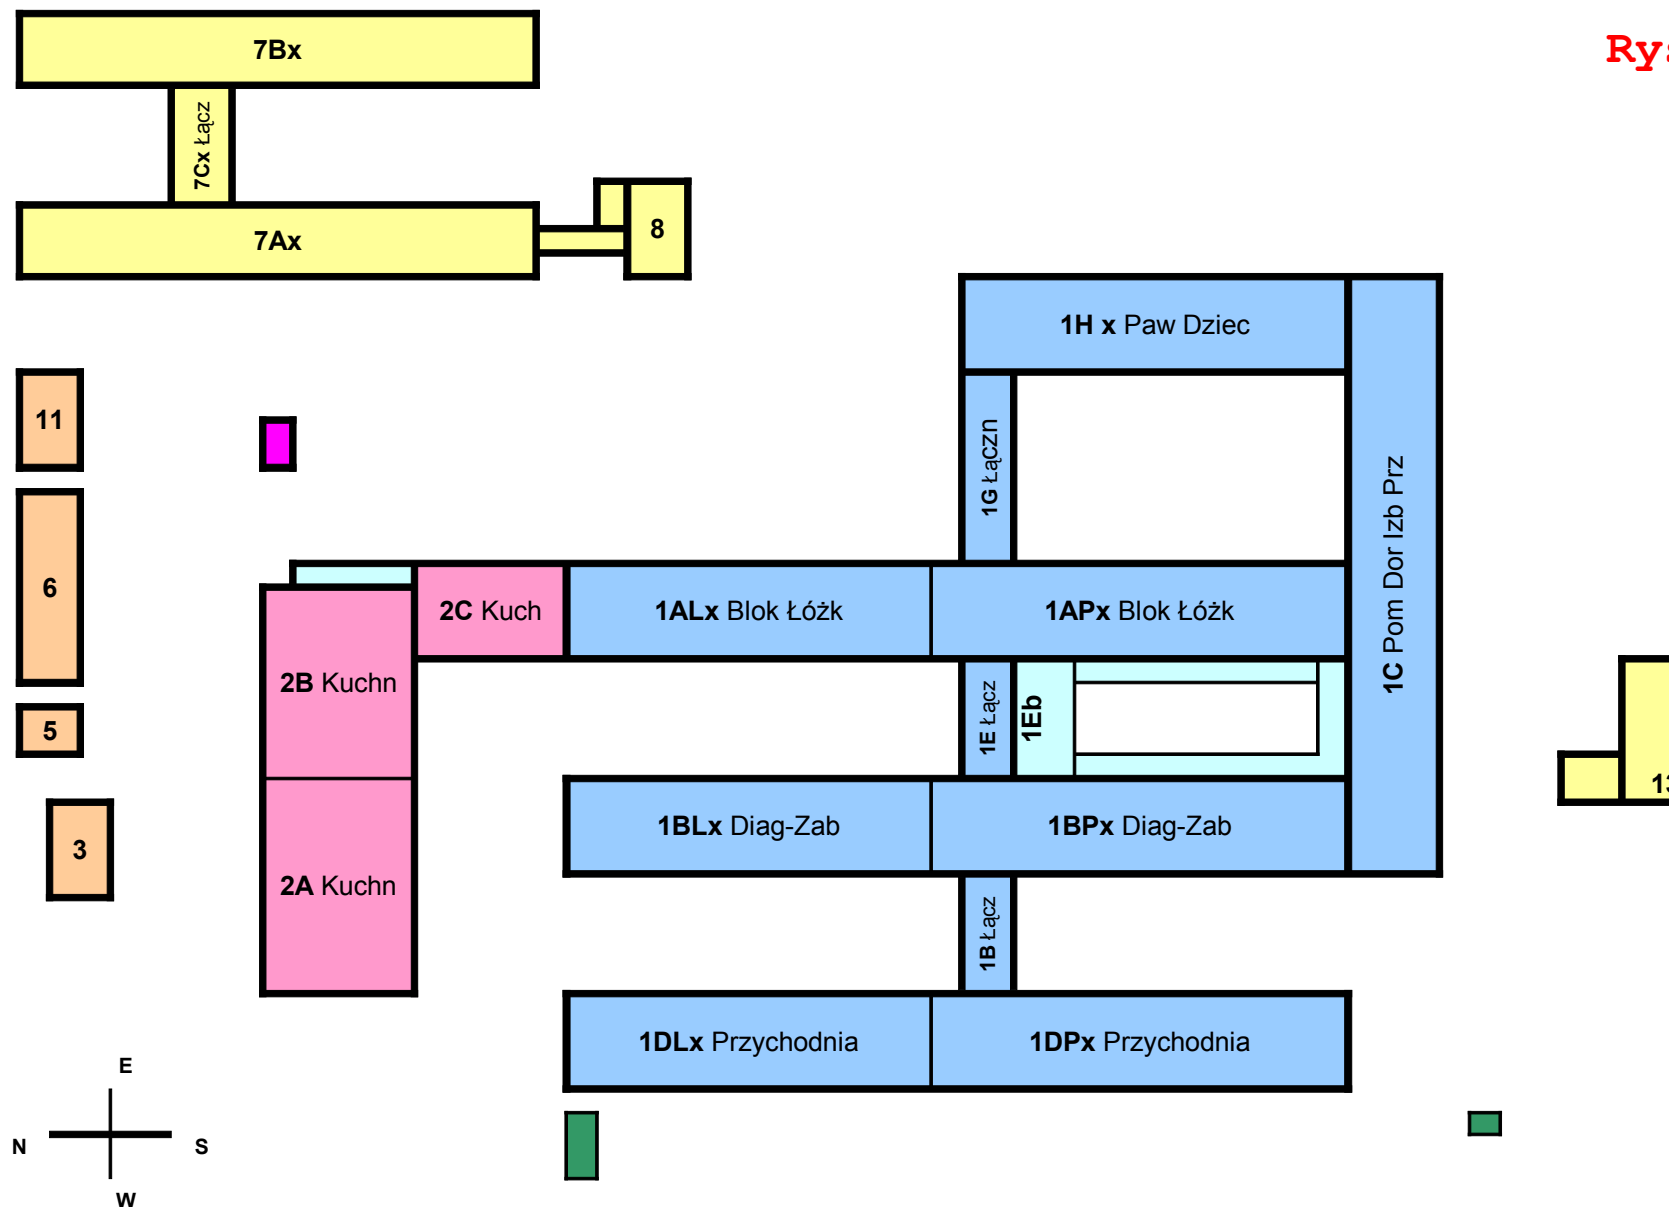 7Bx
Rys
7Cx Łącz
7Ax
8
1H x Paw Dziec
11
1G Łączn
1C Pom Dor Izb Prz
6
2C Kuch
1ALx Blok Łóżk
1APx Blok Łóżk
2B Kuchn
1E Łącz
1Eb
5
13
3
1BLx Diag-Zab
1BPx Diag-Zab
2A Kuchn
1B Łącz
1DLx Przychodnia
1DPx Przychodnia
E
N
S
W